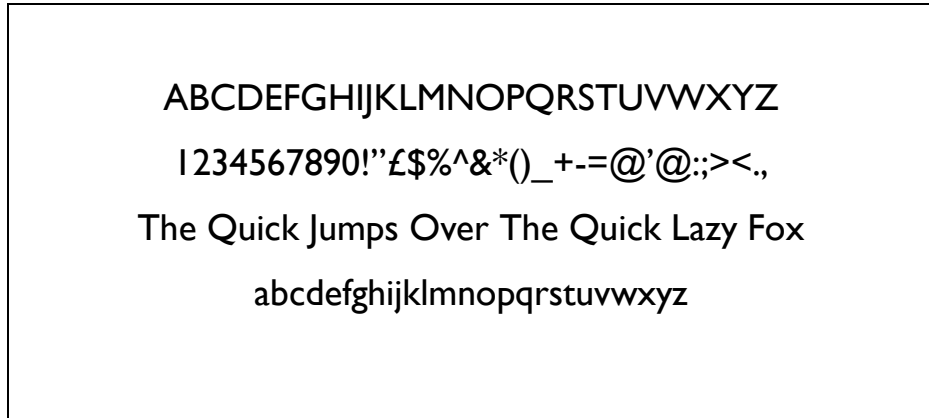 ABCDEFGHIJKLMNOPQRSTUVWXYZ
1234567890!”£$%^&*()_+-=@’@:;><.,
The Quick Jumps Over The Quick Lazy Fox
abcdefghijklmnopqrstuvwxyz